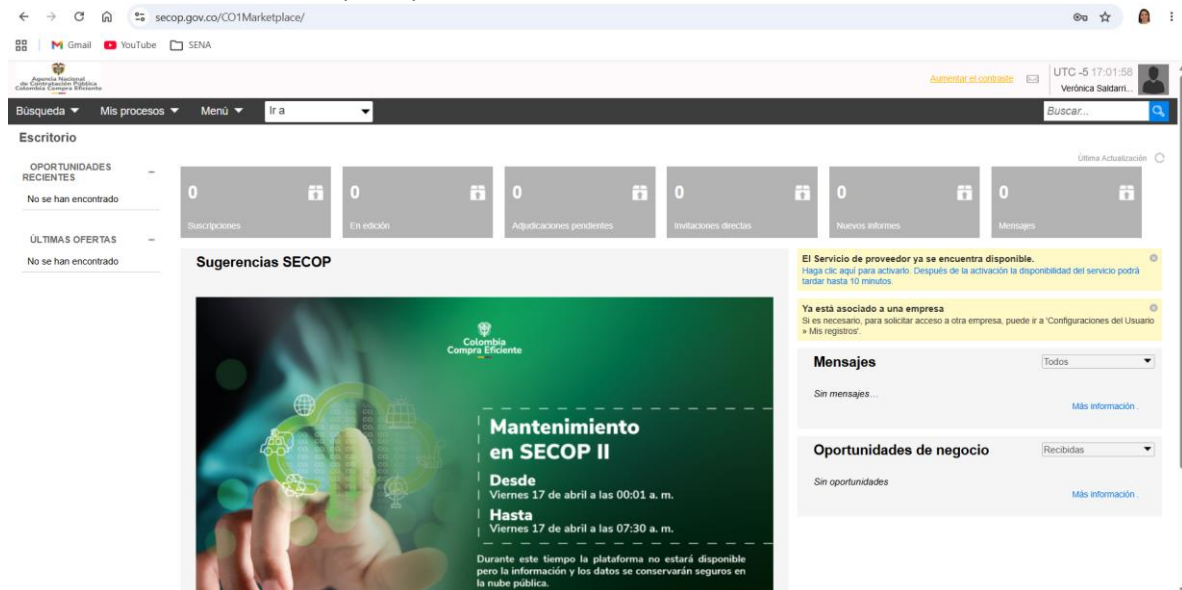 secop.gov.co/CO1Marketplace/
Gmail YouTube SENA
Agencia Nacional
de Contratación Pública
Colombia Compra Eficiente
Aumentar el contraste
UTC -5 17:01:58
Verónica Saldarri...
Búsqueda Mis procesos Menú Ir a Buscar...
Escritorio
Última Actualización
OPORTUNIDADES
RECIENTES
No se han encontrado
ÚLTIMAS OFERTAS
No se han encontrado
0 0 0 0 0 0
Suscripciones En edición Adjudicaciones pendientes Invitaciones directas Nuevos informes Mensajes
Sugerencias SECOP
Colombia
Compra Eficiente
Mantenimiento
en SECOP II
Desde
Viernes 17 de abril a las 00:01 a. m.
Hasta
Viernes 17 de abril a las 07:30 a. m.
Durante este tiempo la plataforma no estará disponible
pero la información y los datos se conservarán seguros en
la nube pública.
El Servicio de proveedor ya se encuentra disponible.
Haga clic aquí para activarlo. Después de la activación la disponibilidad del servicio podrá
tardar hasta 10 minutos.
Ya está asociado a una empresa
Si es necesario, para solicitar acceso a otra empresa, puede ir a 'Configuraciones del Usuario
» Mis registros'.
Mensajes Todos
Sin mensajes...
Más información .
Oportunidades de negocio Recibidas
Sin oportunidades
Más información .